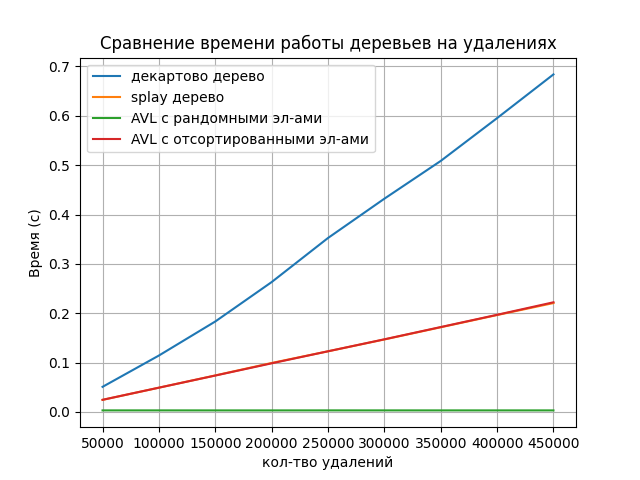 Сравнение времени работы деревьев на удалениях
декартово дерево
splay дерево
AVL с рандомными эл-ами
AVL с отсортированными эл-ами
Время (с)
0.7
0.6
0.5
0.4
0.3
0.2
0.1
0.0
50000 100000 150000 200000 250000 300000 350000 400000 450000
кол-тво удалений